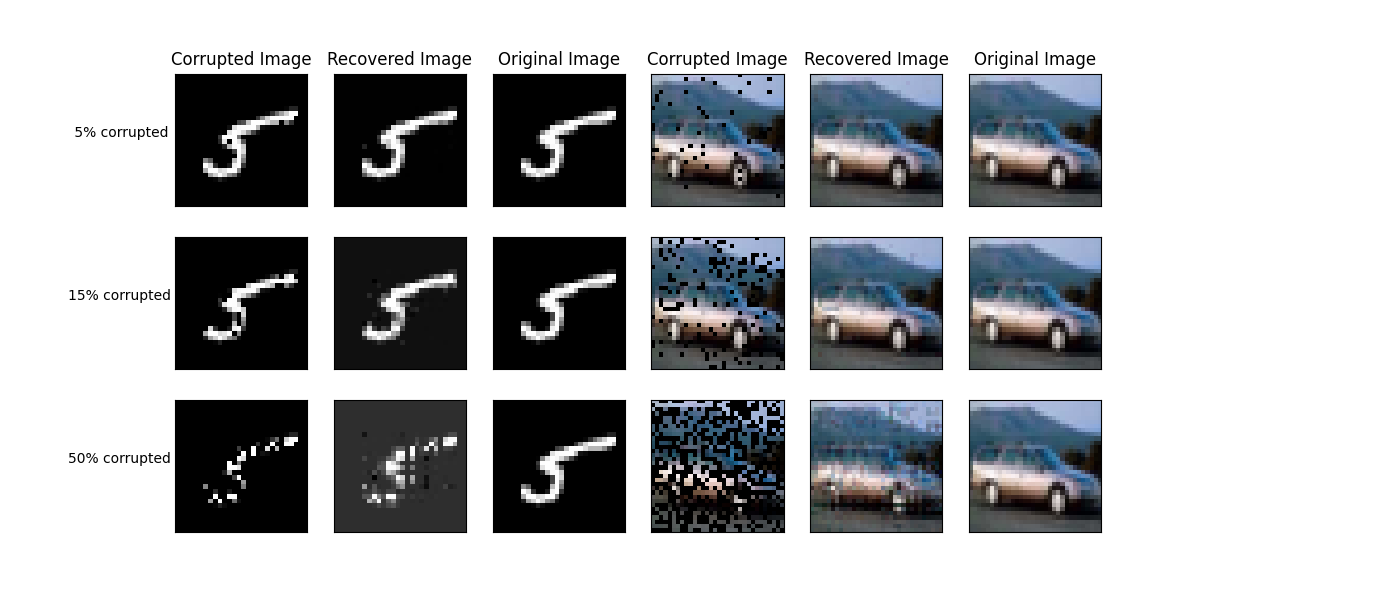 Corrupted Image Recovered Image Original Image Corrupted Image Recovered Image Original Image
5% corrupted
15% corrupted
50% corrupted